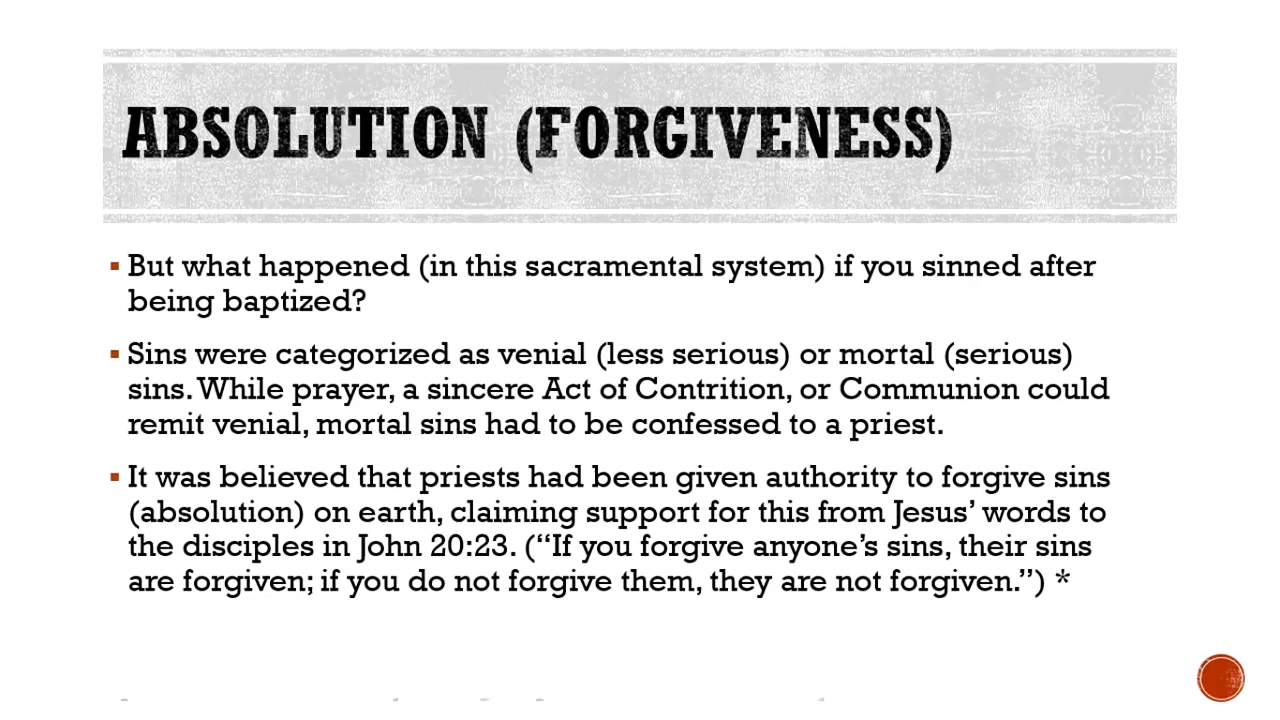 ABSOLUTION (FORGIVENESS)
▪ But what happened (in this sacramental system) if you sinned after
being baptized?
▪ Sins were categorized as venial (less serious) or mortal (serious)
sins. While prayer, a sincere Act of Contrition, or Communion could
remit venial, mortal sins had to be confessed to a priest.
▪ It was believed that priests had been given authority to forgive sins
(absolution) on earth, claiming support for this from Jesus’ words to
the disciples in John 20:23. (“If you forgive anyone’s sins, their sins
are forgiven; if you do not forgive them, they are not forgiven.”) *